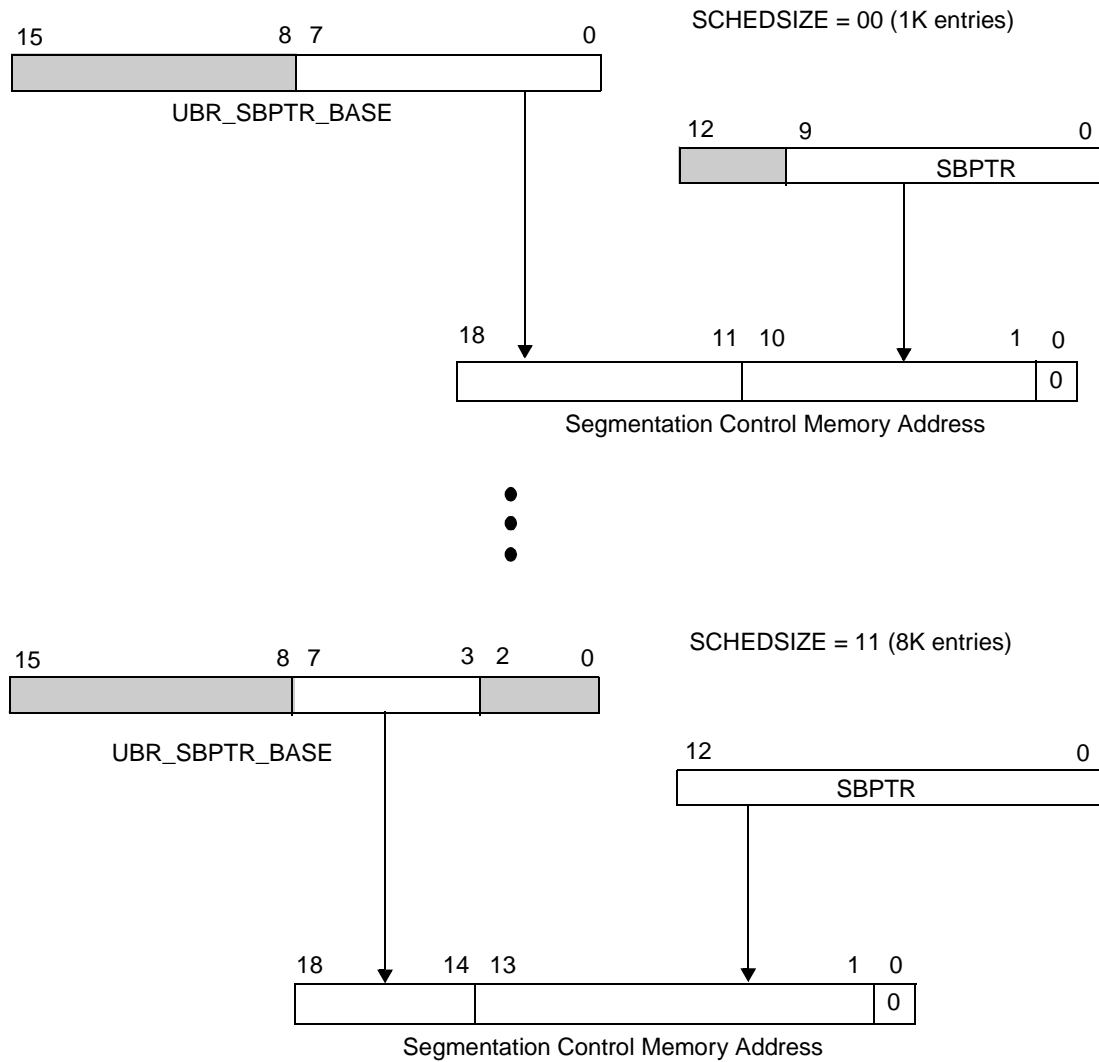 SCHEDSIZE = 00 (1K entries)
15 8 7 0
UBR_SBPTR_BASE
12 9 0
SBPTR
18 11 10 1 0
0
Segmentation Control Memory Address
SCHEDSIZE = 11 (8K entries)
15 8 7 3 2 0
UBR_SBPTR_BASE
12 0
SBPTR
18 14 13 1 0
0
Segmentation Control Memory Address